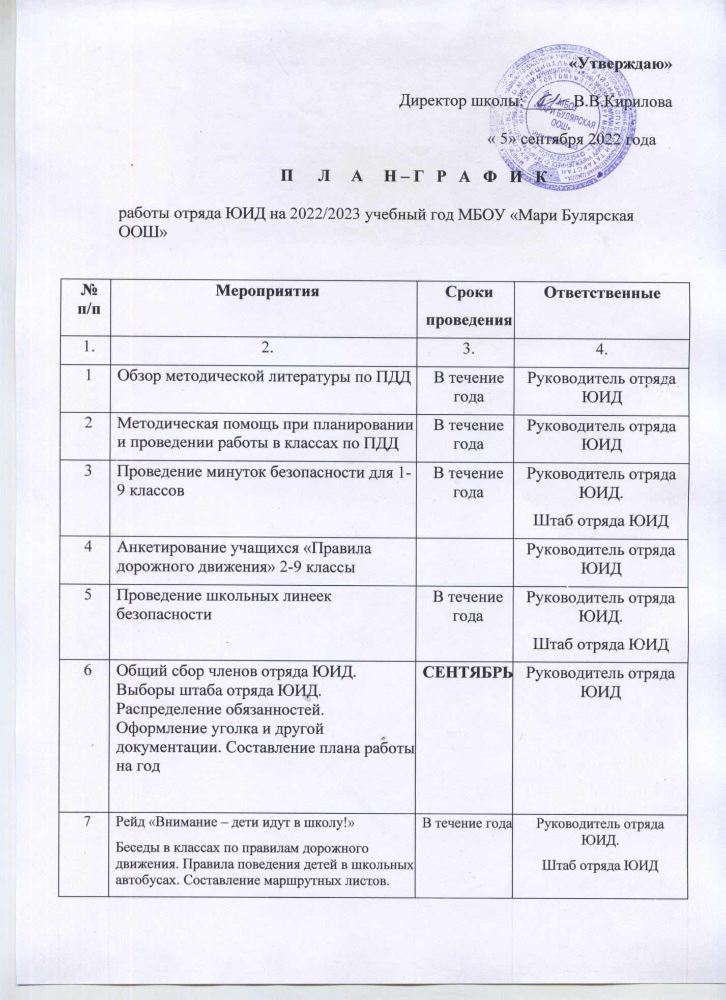 «Утверждаю»
Директор школы:______В.В.Кирилова
« 5» сентября 2022 года
П Л А Н – Г Р А Ф И К
работы отряда ЮИД на 2022/2023 учебный год МБОУ «Мари Булярская
ООШ»
МБОУ
«МАРИ БУЛЯРСКАЯ
ООШ»
№
п/п
Мероприятия
Сроки
проведения
Ответственные
1.
2.
3.
4.
1
Обзор методической литературы по ПДД
В течение
года
Руководитель отряда
ЮИД
2
Методическая помощь при планировании
и проведении работы в классах по ПДД
В течение
года
Руководитель отряда
ЮИД
3
Проведение минуток безопасности для 1-
9 классов
В течение
года
Руководитель отряда
ЮИД.
Штаб отряда ЮИД
4
Анкетирование учащихся «Правила
дорожного движения» 2-9 классы
Руководитель отряда
ЮИД
5
Проведение школьных линеек
безопасности
В течение
года
Руководитель отряда
ЮИД.
Штаб отряда ЮИД
6
Общий сбор членов отряда ЮИД.
Выборы штаба отряда ЮИД.
Распределение обязанностей.
Оформление уголка и другой
документации. Составление плана работы
на год
СЕНТЯБРЬ
Руководитель отряда
ЮИД
7
Рейд «Внимание – дети идут в школу!»
Беседы в классах по правилам дорожного
движения. Правила поведения детей в школьных
автобусах. Составление маршрутных листов.
В течение года
Руководитель отряда
ЮИД.
Штаб отряда ЮИД